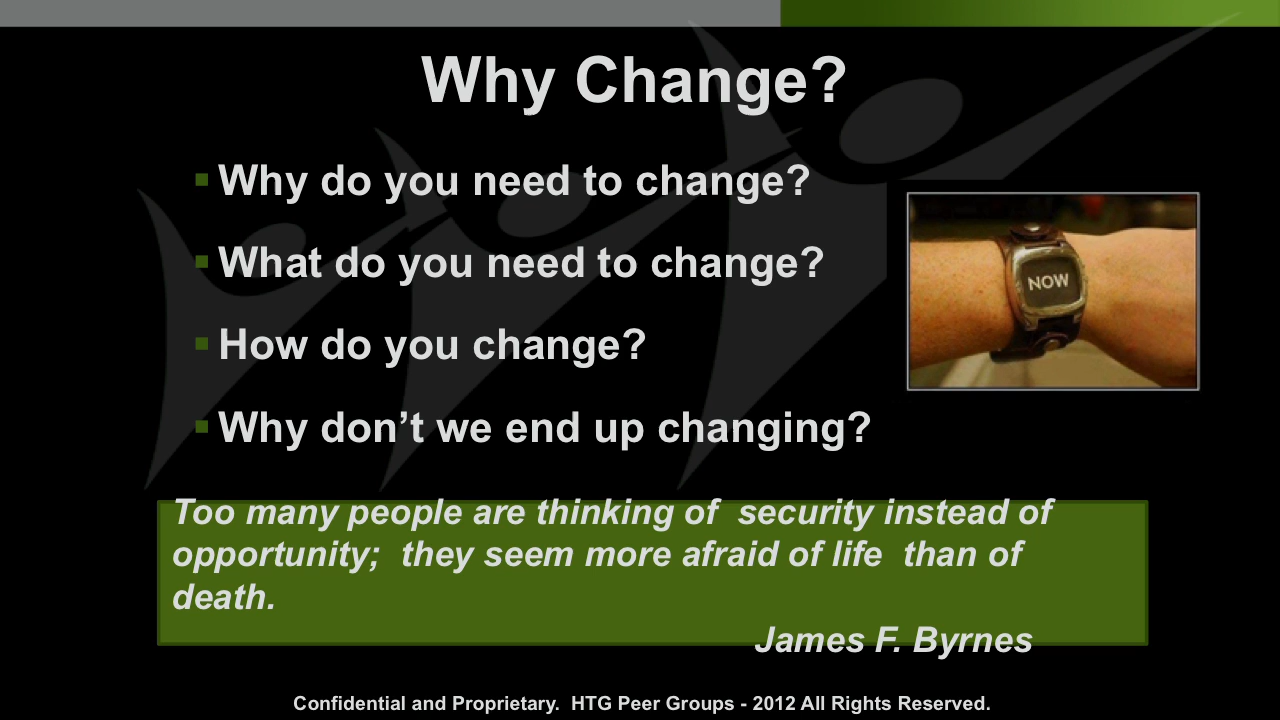 Why Change?
Why do you need to change?
What do you need to change?
NOW
How do you change?
Why don’t we end up changing?
Too many people are thinking of  security instead of
opportunity;  they seem more afraid of life  than of
death.
James F. Byrnes
Confidential and Proprietary.  HTG Peer Groups - 2012 All Rights Reserved.